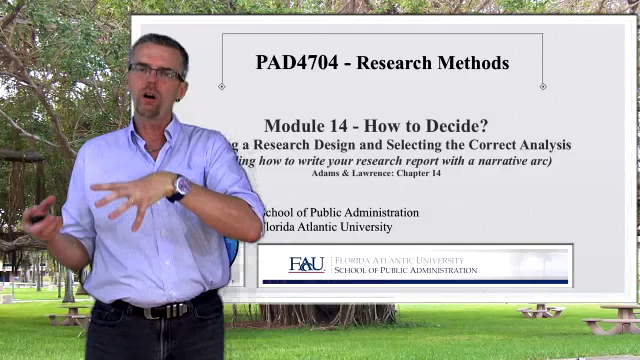 PAD4704 - Research Methods
Module 14 - How to Decide?
g a Research Design and Selecting the Correct Analysis
ing how to write your research report with a narrative arc)
Adams & Lawrence: Chapter 14
School of Public Administration
lorida Atlantic University
FAU
FLORIDA ATLANTIC UNIVERSITY
SCHOOL OF PUBLIC ADMINISTRATION